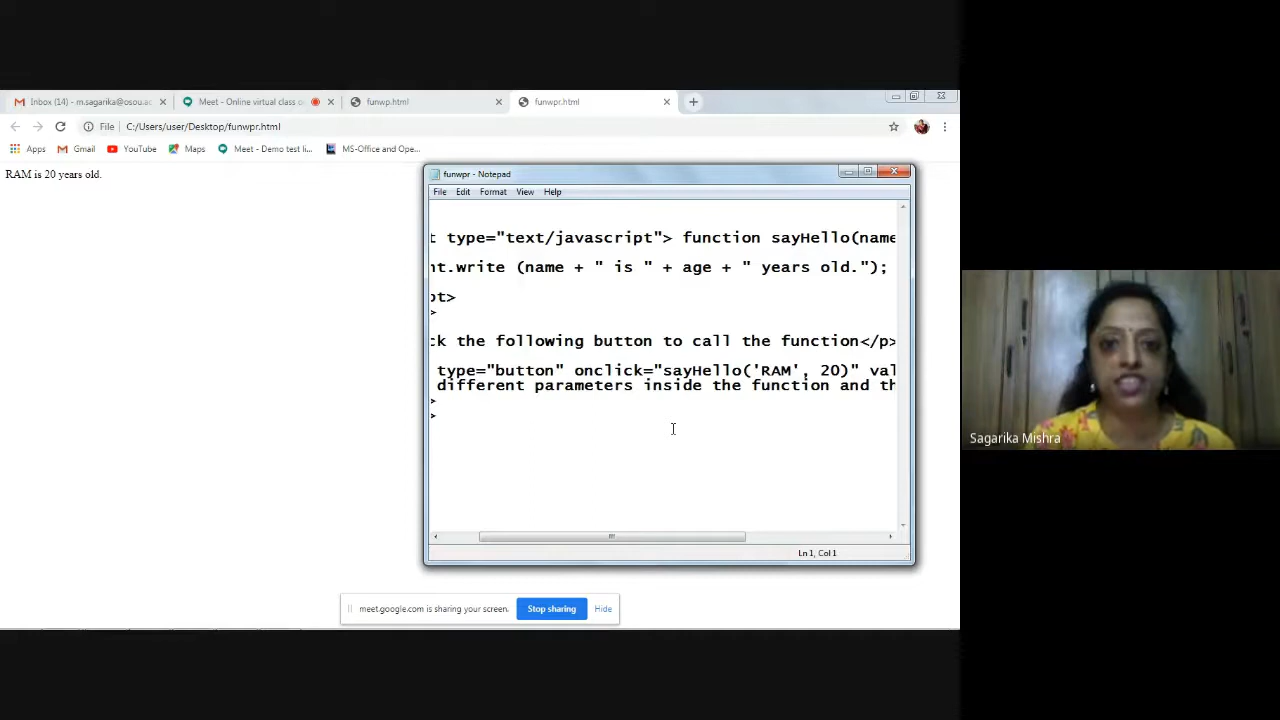 Inbox (14) - m.sagarika@osou.ac
Meet - Online virtual class o
funwp.html
funwpr.html
File
C:/Users/user/Desktop/funwpr.html
Apps
Gmail
YouTube
Maps
Meet - Demo test li...
MS-Office and Ope...
RAM is 20 years old.
funwpr - Notepad
File Edit Format View Help
t type="text/javascript"> function sayHello(name
nt.write (name + " is " + age + " years old.");
pt>
>
ck the following button to call the function</p>
type="button" onclick="sayHello('RAM', 20)" val
different parameters inside the function and th
>
>
Ln 1, Col 1
meet.google.com is sharing your screen.
Stop sharing
Hide
Sagarika Mishra